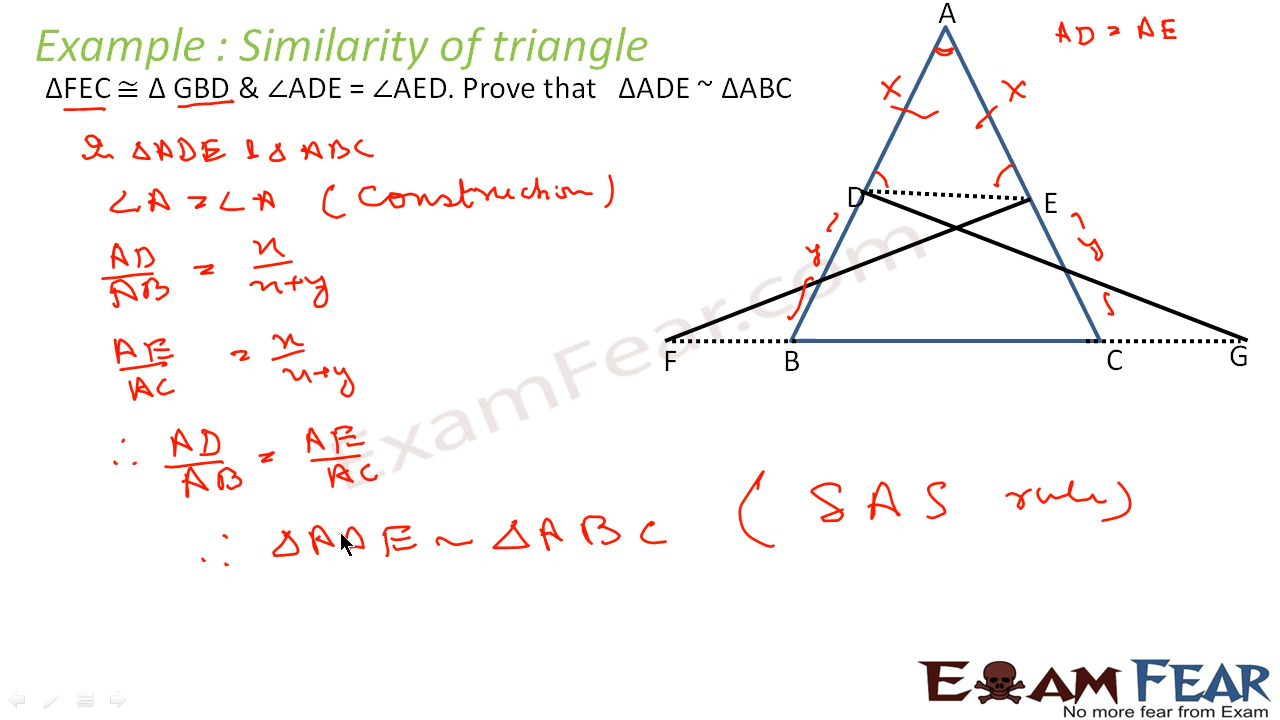 Example : Similarity of triangle
ΔFEC ≅ Δ GBD & ∠ADE = ∠AED. Prove that ΔADE ~ ΔABC
AD = AE
In ΔADE & Δ ABC
∠A = ∠A (Construction)
AD/AB = x/x+y
AE/AC = x/x+y
∴ AD/AB = AE/AC
∴ ΔADE ~ ΔABC (SAS rule)
A
x x
D E
y y
F B C G
ExamFear.com
EXAM FEAR
No more fear from Exam